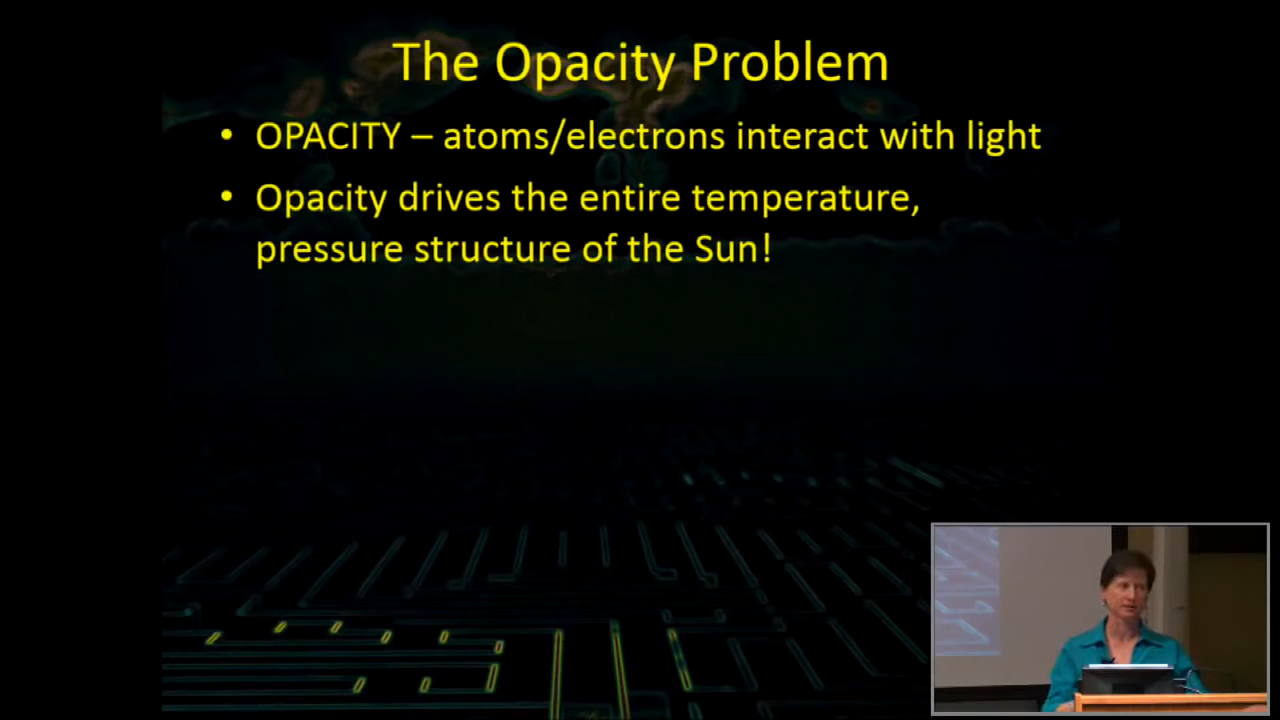 The Opacity Problem
• OPACITY – atoms/electrons interact with light
• Opacity drives the entire temperature,
pressure structure of the Sun!